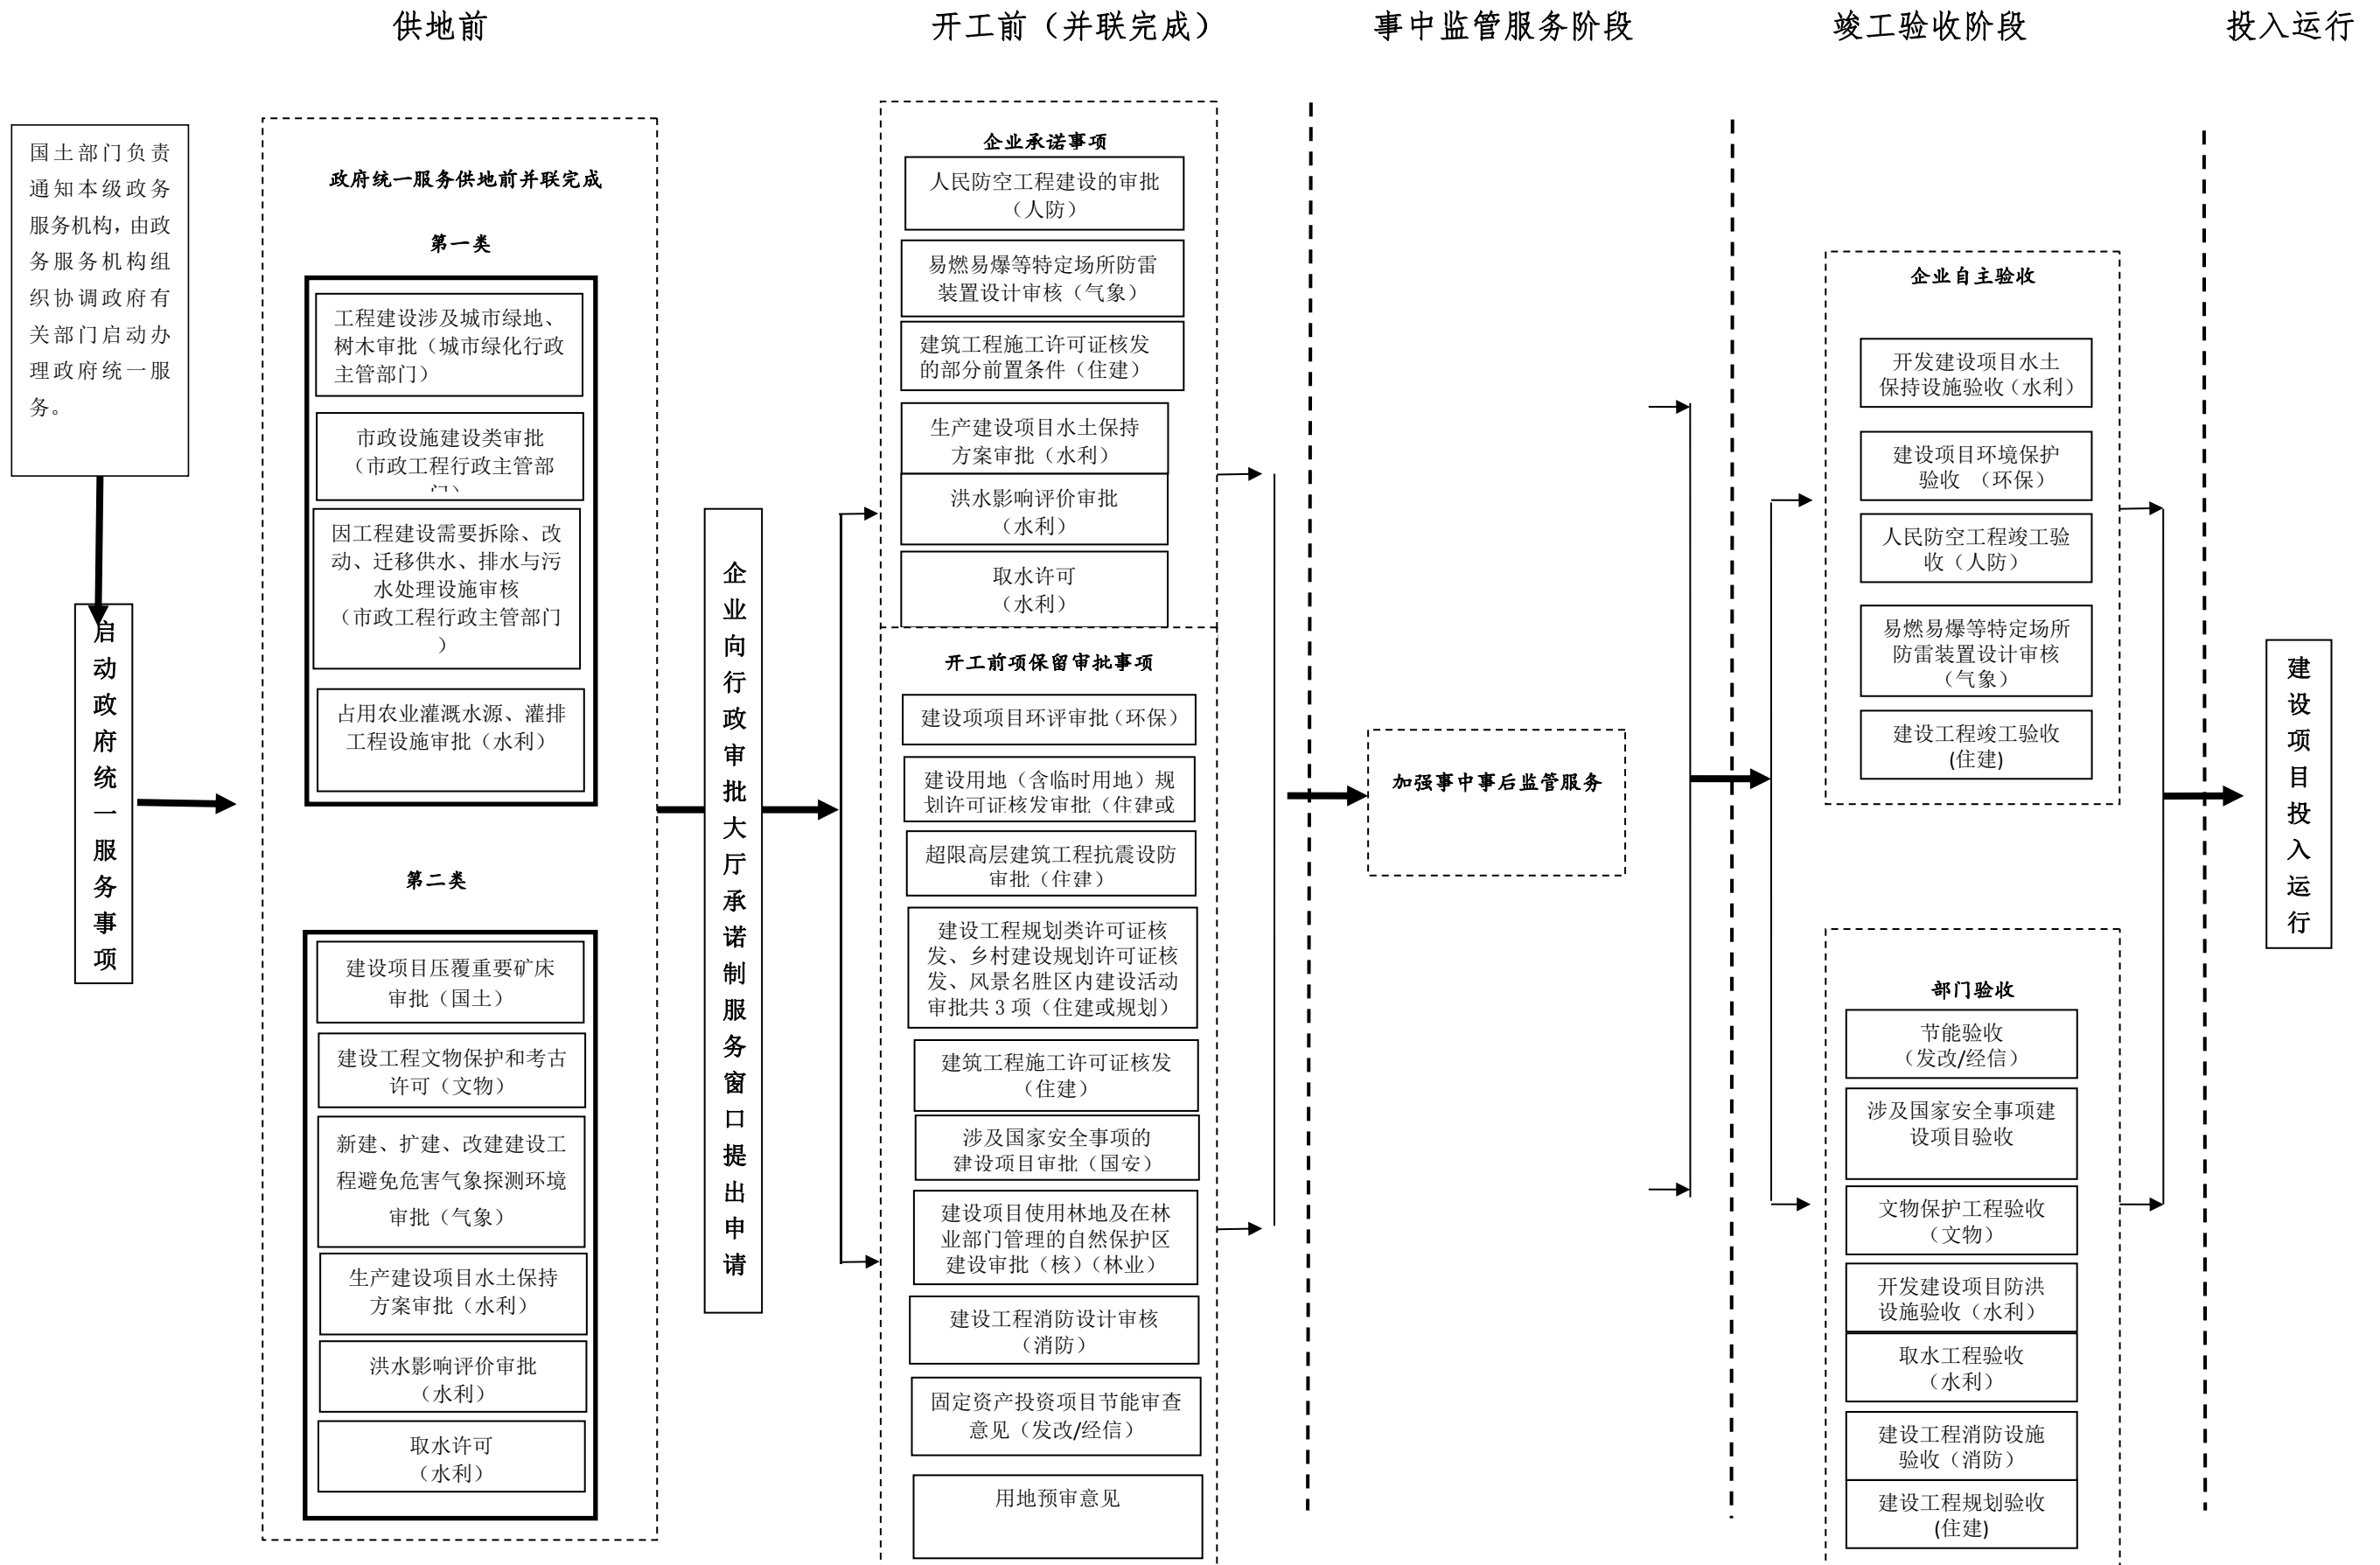 供地前
开工前（并联完成）
事中监管服务阶段
竣工验收阶段
投入运行
国土部门负责
通知本级政务
服务机构，由政
务服务机构组
织协调政府有
关部门启动办
理政府统一服
务。
启动政府统一服务事项
政府统一服务供地前并联完成
第一类
工程建设涉及城市绿地、
树木审批（城市绿化行政
主管部门）
市政设施建设类审批
（市政工程行政主管部
因工程建设需要拆除、改
动、迁移供水、排水与污
水处理设施审核
（市政工程行政主管部门
）
占用农业灌溉水源、灌排
工程设施审批（水利）
第二类
建设项目压覆重要矿床
审批（国土）
建设工程文物保护和考古
许可（文物）
新建、扩建、改建建设工
程避免危害气象探测环境
审批（气象）
生产建设项目水土保持
方案审批（水利）
洪水影响评价审批
（水利）
取水许可
（水利）
企业向行政审批大厅承诺制服务窗口提出申请
企业承诺事项
人民防空工程建设的审批
（人防）
易燃易爆等特定场所防雷
装置设计审核（气象）
建筑工程施工许可证核发
的部分前置条件（住建）
生产建设项目水土保持
方案审批（水利）
洪水影响评价审批
（水利）
取水许可
（水利）
开工前项保留审批事项
建设项项目环评审批（环保）
建设用地（含临时用地）规
划许可证核发审批（住建或
超限高层建筑工程抗震设防
审批（住建）
建设工程规划类许可证核
发、乡村建设规划许可证核
发、风景名胜区内建设活动
审批共 3 项（住建或规划）
建筑工程施工许可证核发
（住建）
涉及国家安全事项的
建设项目审批（国安）
建设项目使用林地及在林
业部门管理的自然保护区
建设审批（核）（林业）
建设工程消防设计审核
（消防）
固定资产投资项目节能审查
意见（发改/经信）
用地预审意见
加强事中事后监管服务
企业自主验收
开发建设项目水土
保持设施验收（水利）
建设项目环境保护
验收 （环保）
人民防空工程竣工验
收（人防）
易燃易爆等特定场所
防雷装置设计审核
（气象）
建设工程竣工验收
(住建)
部门验收
节能验收
（发改/经信）
涉及国家安全事项建
设项目验收
文物保护工程验收
（文物）
开发建设项目防洪
设施验收（水利）
取水工程验收
（水利）
建设工程消防设施
验收（消防）
建设工程规划验收
(住建)
建设项目投入运行